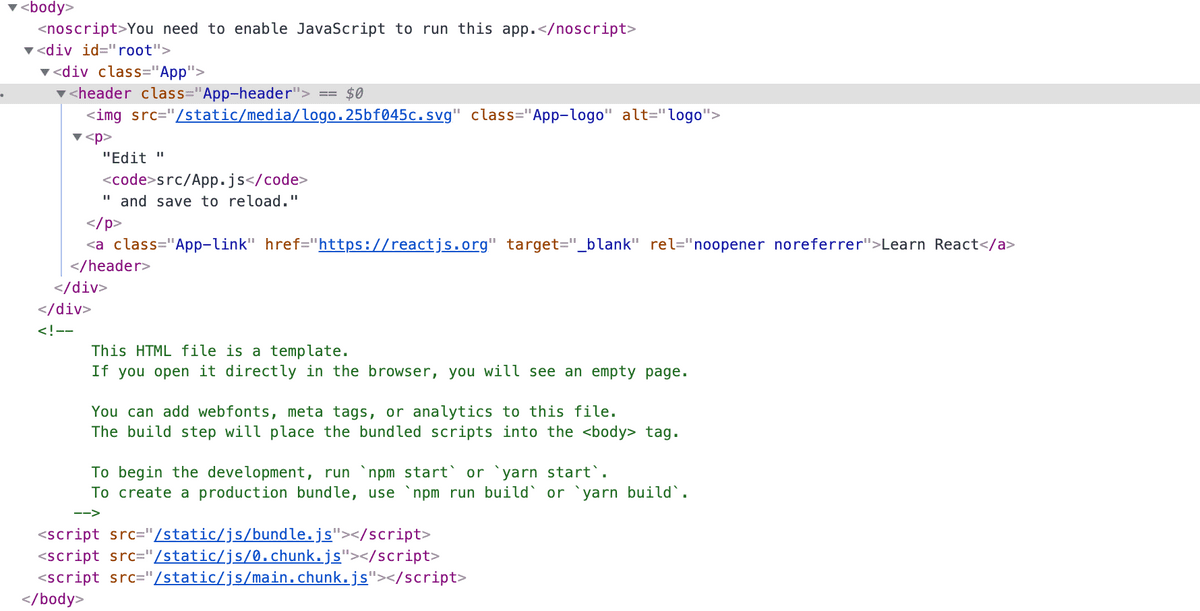 <body>
<noscript>You need to enable JavaScript to run this app.</noscript>
<div id="root">
<div class="App">
<header class="App-header"> == $0
<img src="/static/media/logo.25bf045c.svg" class="App-logo" alt="logo">
<p>
"Edit "
<code>src/App.js</code>
" and save to reload."
</p>
<a class="App-link" href="https://reactjs.org" target="_blank" rel="noopener noreferrer">Learn React</a>
</header>
</div>
</div>
<!--
This HTML file is a template.
If you open it directly in the browser, you will see an empty page.
You can add webfonts, meta tags, or analytics to this file.
The build step will place the bundled scripts into the <body> tag.
To begin the development, run `npm start` or `yarn start`.
To create a production bundle, use `npm run build` or `yarn build`.
-->
<script src="/static/js/bundle.js"></script>
<script src="/static/js/0.chunk.js"></script>
<script src="/static/js/main.chunk.js"></script>
</body>